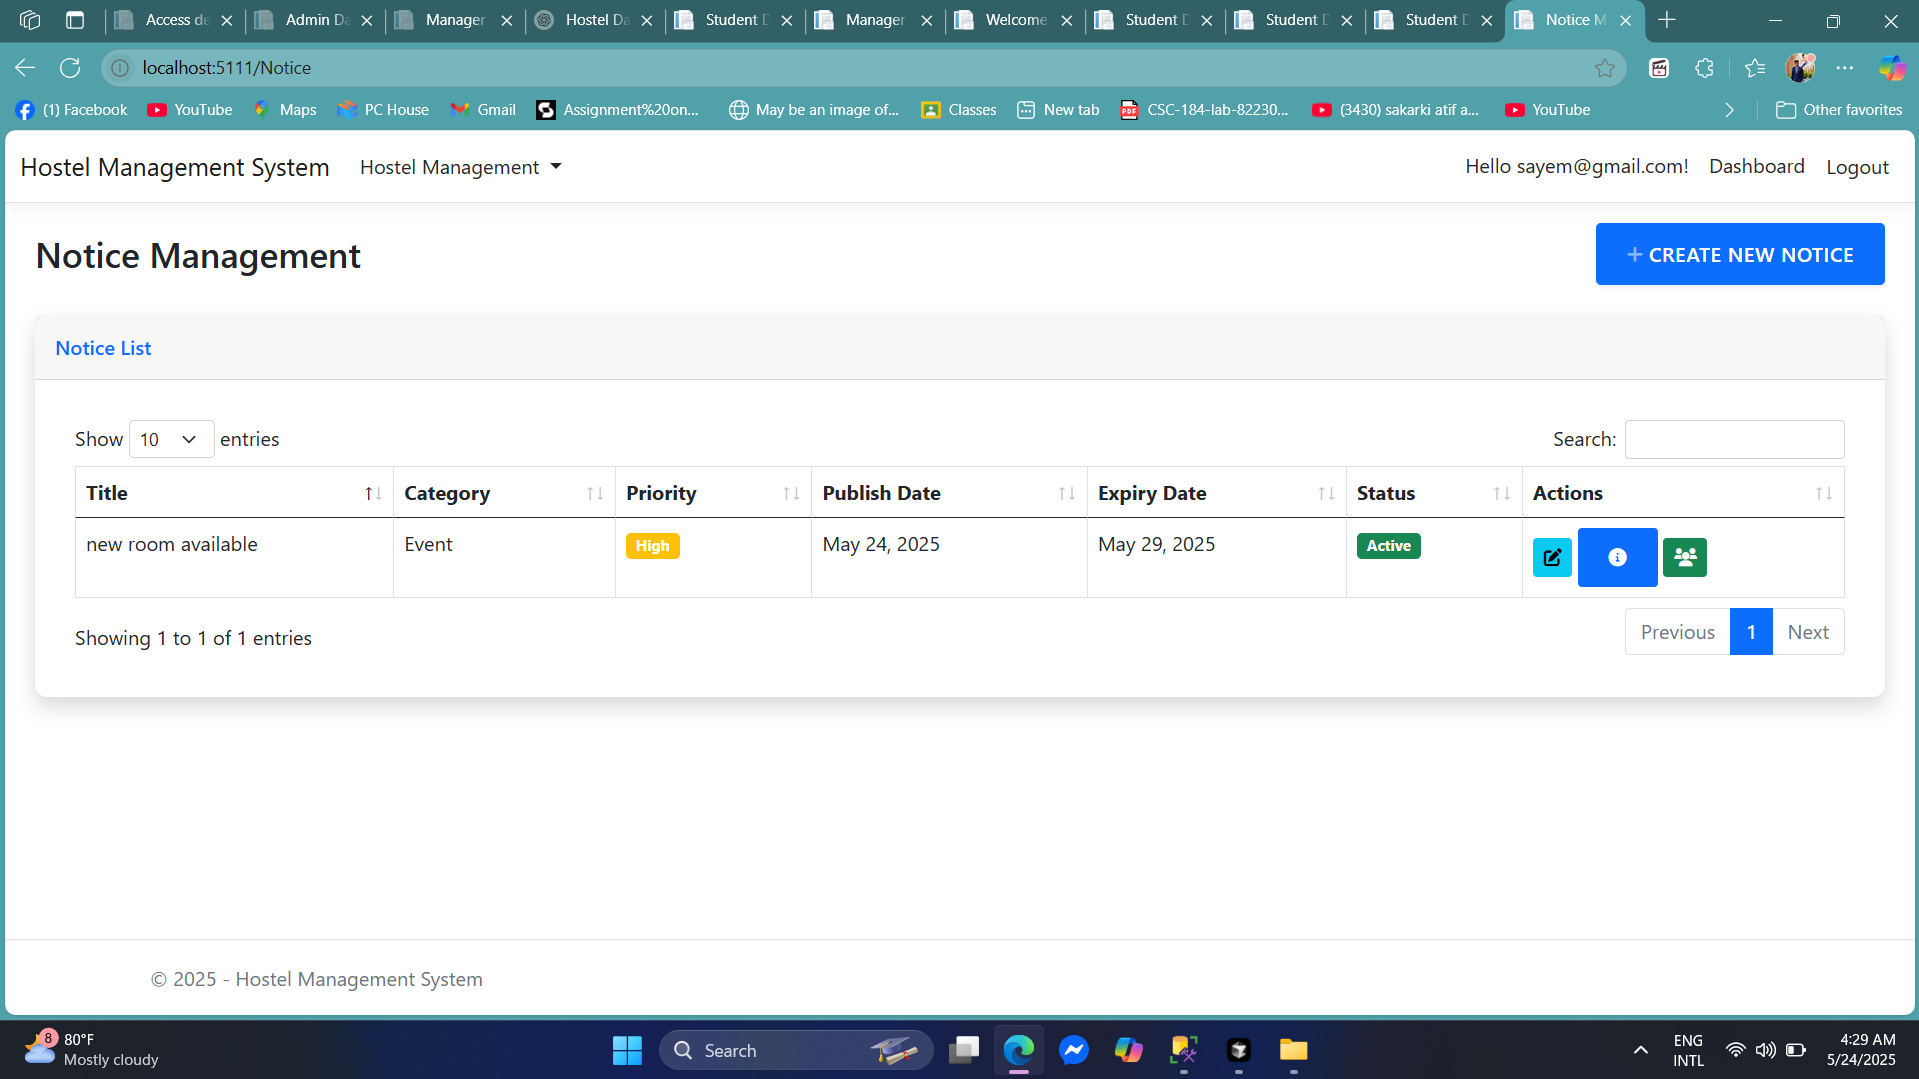 Access de
Admin Da
Manager
Hostel Da
Student D
Manager
Welcome
Student D
Student D
Student D
Notice M
localhost:5111/Notice
(1) Facebook YouTube Maps PC House Gmail Assignment%20on... May be an image of... Classes New tab CSC-184-lab-82230... (3430) sakarki atif a... YouTube Other favorites
Hostel Management System Hostel Management Hello sayem@gmail.com! Dashboard Logout
Notice Management
+ CREATE NEW NOTICE
Notice List
Show 10 entries Search:
Title Category Priority Publish Date Expiry Date Status Actions
new room available Event High May 24, 2025 May 29, 2025 Active
Showing 1 to 1 of 1 entries
Previous 1 Next
© 2025 - Hostel Management System
8
80°F
Mostly cloudy
Search
ENG
INTL
4:29 AM
5/24/2025